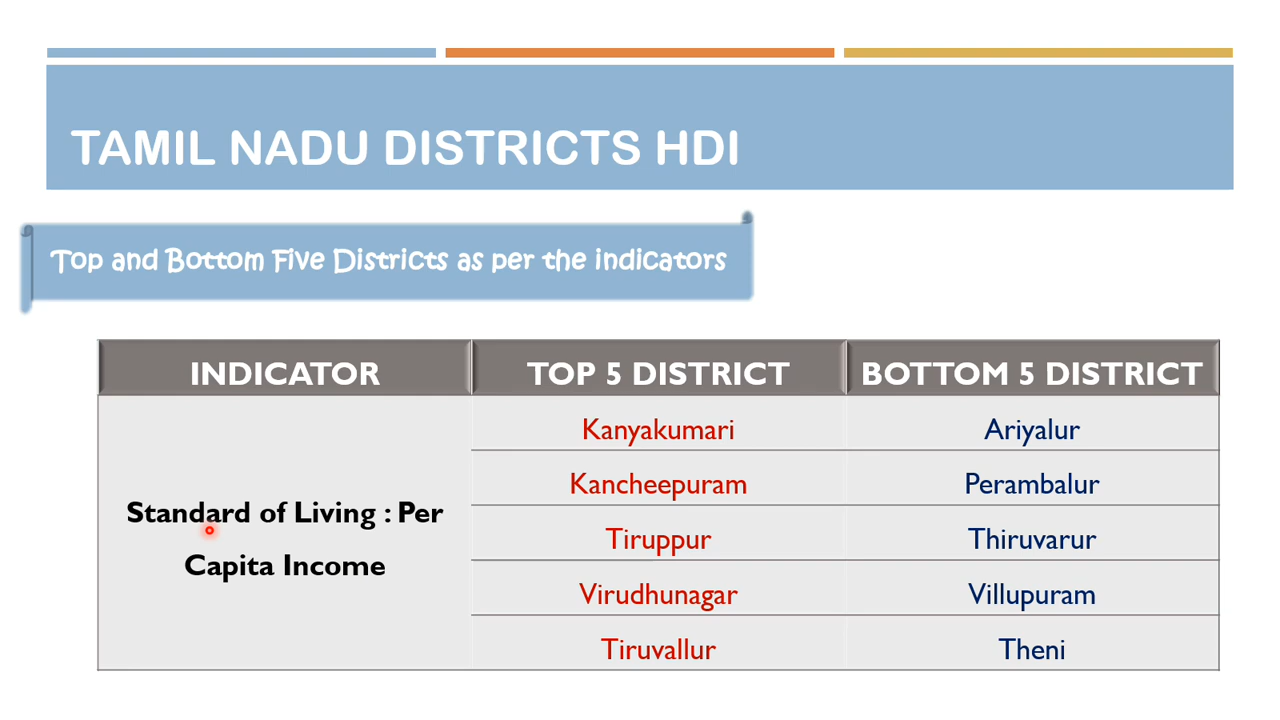 TAMIL NADU DISTRICTS HDI
Top and Bottom Five Districts as per the indicators
INDICATOR TOP 5 DISTRICT BOTTOM 5 DISTRICT
Standard of Living : Per
Capita Income
Kanyakumari Ariyalur
Kancheepuram Perambalur
Tiruppur Thiruvarur
Virudhunagar Villupuram
Tiruvallur Theni